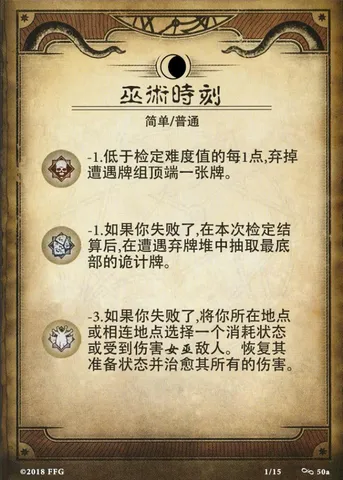 巫術時刻
简单/普通
-1.低于检定难度值的每1点,弃掉
遭遇牌组顶端一张牌。
-1.如果你失败了,在本次检定结
算后,在遭遇弃牌堆中抽取最底
部的诡计牌。
-3.如果你失败了,将你所在地点
或相连地点选择一个消耗状态
或受到伤害女巫敌人。恢复其
准备状态并治愈其所有的伤害。
©2018 FFG 1/15 50a